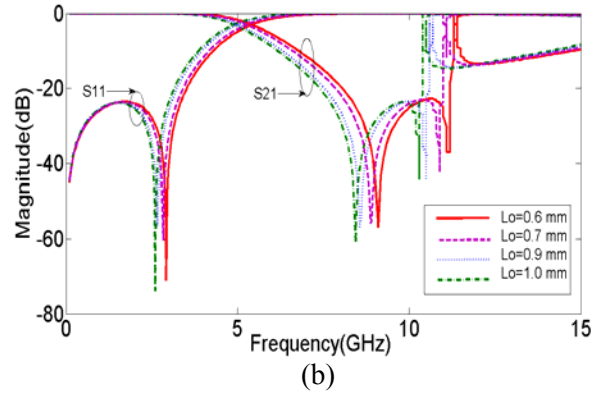 0
-20
-40
-60
-80
Magnitude(dB)
S11
S21
Lo=0.6 mm
Lo=0.7 mm
Lo=0.9 mm
Lo=1.0 mm
0 5 10 15
Frequency(GHz)
(b)